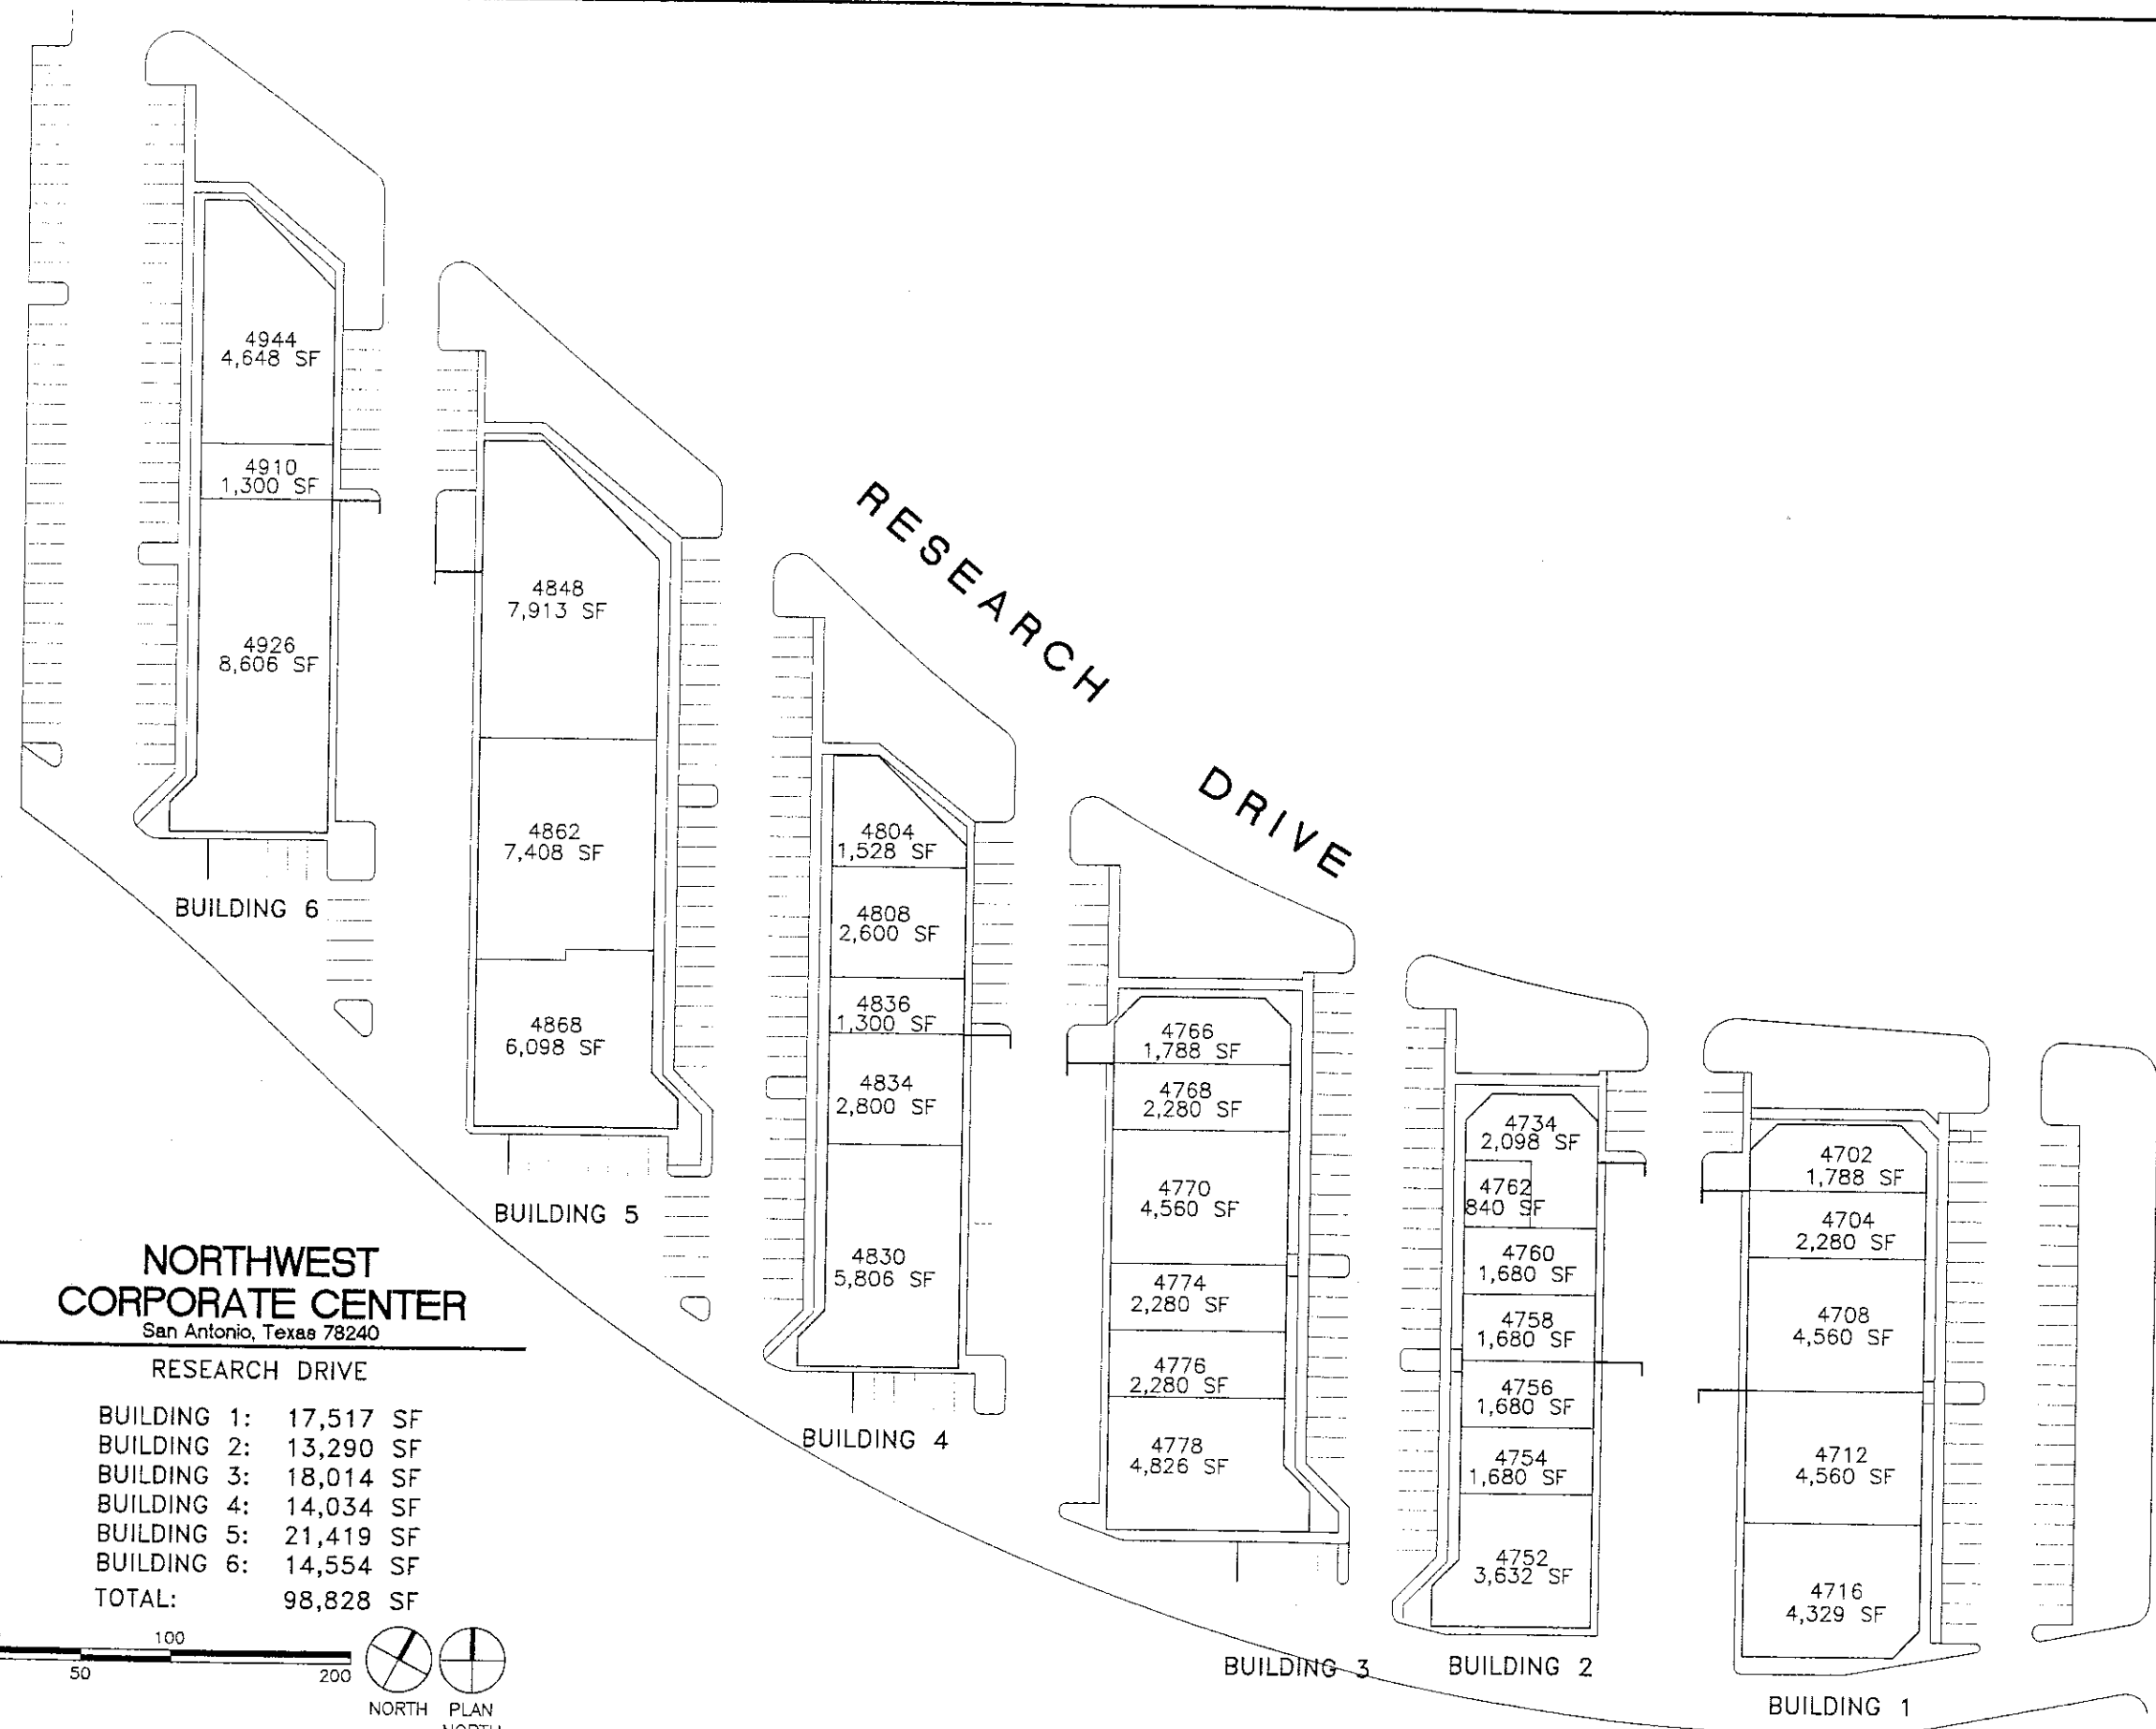 4944
4,648 SF
4910
1,300 SF
4926
8,606 SF
BUILDING 6
4848
7,913 SF
4862
7,408 SF
4868
6,098 SF
BUILDING 5
RESEARCH DRIVE
4804
1,528 SF
4808
2,600 SF
4836
1,300 SF
4834
2,800 SF
4830
5,806 SF
BUILDING 4
4766
1,788 SF
4768
2,280 SF
4770
4,560 SF
4774
2,280 SF
4776
2,280 SF
4778
4,826 SF
BUILDING 3
4734
2,098 SF
4762
840 SF
4760
1,680 SF
4758
1,680 SF
4756
1,680 SF
4754
1,680 SF
4752
3,632 SF
BUILDING 2
4702
1,788 SF
4704
2,280 SF
4708
4,560 SF
4712
4,560 SF
4716
4,329 SF
BUILDING 1
NORTHWEST
CORPORATE CENTER
San Antonio, Texas 78240
RESEARCH DRIVE
BUILDING 1: 17,517 SF
BUILDING 2: 13,290 SF
BUILDING 3: 18,014 SF
BUILDING 4: 14,034 SF
BUILDING 5: 21,419 SF
BUILDING 6: 14,554 SF
TOTAL: 98,828 SF
100
50 200
NORTH PLAN
NORTH